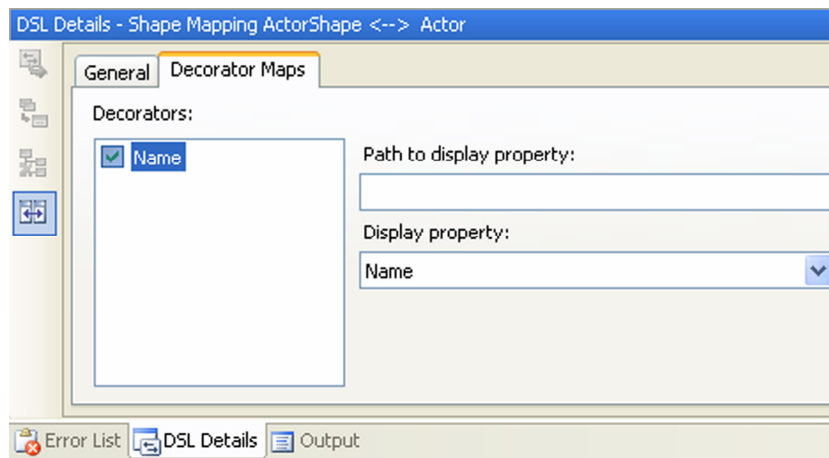 DSL Details - Shape Mapping ActorShape <--> Actor
General Decorator Maps
Decorators:
Name
Path to display property:
Display property:
Name
Error List DSL Details Output